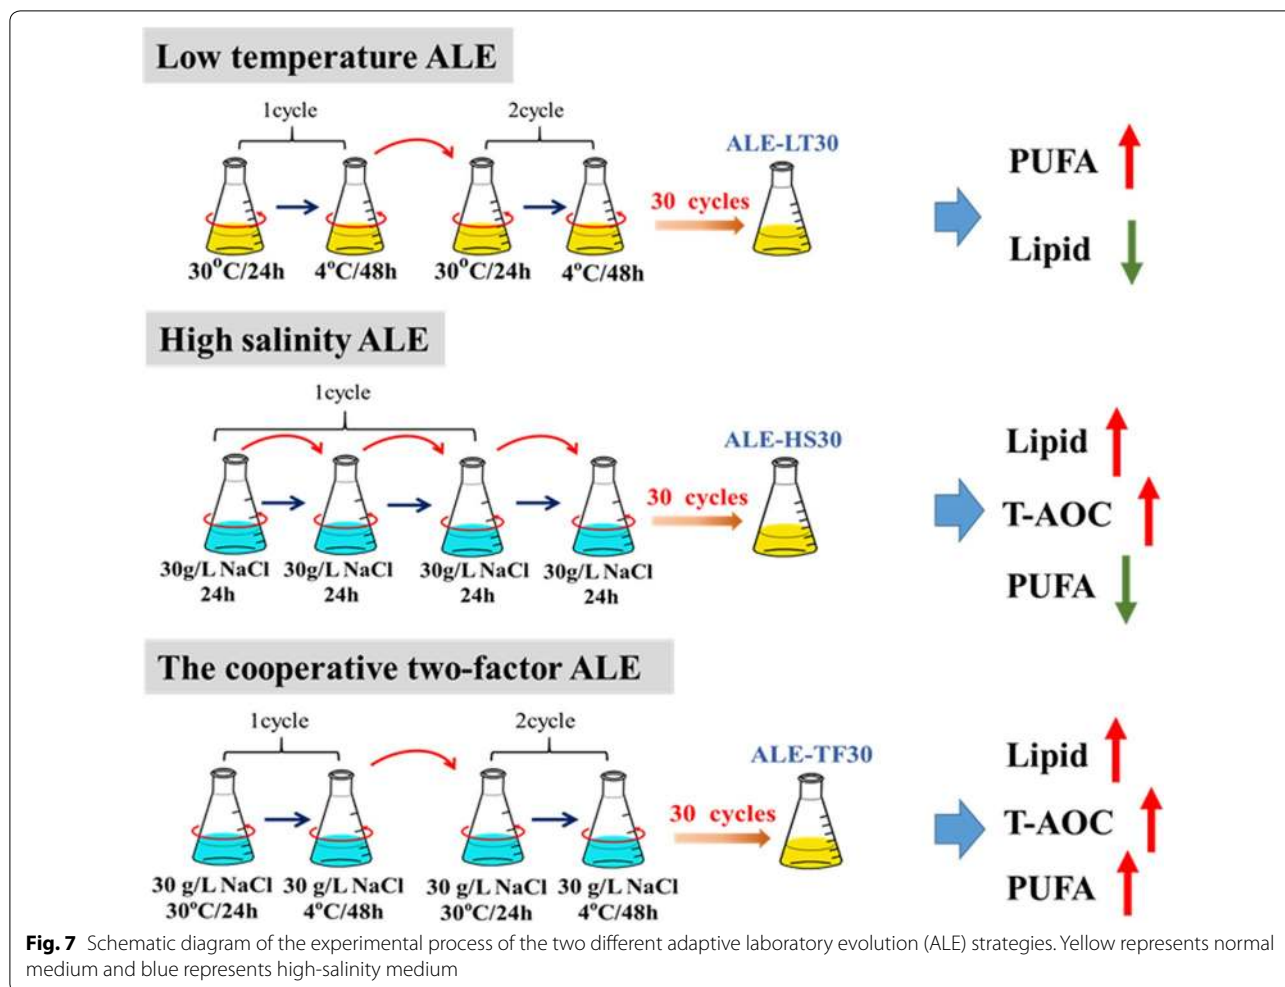 Low temperature ALE
1cycle
2cycle
ALE-LT30
30 cycles
30°C/24h
4°C/48h
30°C/24h
4°C/48h
PUFA
Lipid
High salinity ALE
1cycle
ALE-HS30
30 cycles
30g/L NaCl
24h
30g/L NaCl
24h
30g/L NaCl
24h
30g/L NaCl
24h
Lipid
T-AOC
PUFA
The cooperative two-factor ALE
1cycle
2cycle
ALE-TF30
30 cycles
30 g/L NaCl
30°C/24h
30 g/L NaCl
4°C/48h
30 g/L NaCl
30°C/24h
30 g/L NaCl
4°C/48h
Lipid
T-AOC
PUFA
Fig. 7 Schematic diagram of the experimental process of the two different adaptive laboratory evolution (ALE) strategies. Yellow represents normal
medium and blue represents high-salinity medium